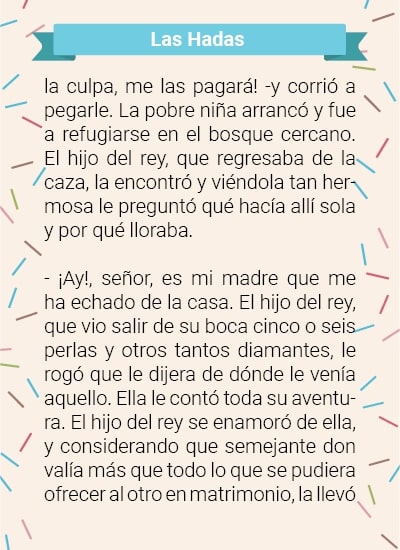 Las Hadas
la culpa, me las pagará! -y corrió a
pegarle. La pobre niña arrancó y fue
a refugiarse en el bosque cercano.
El hijo del rey, que regresaba de la
caza, la encontró y viéndola tan her-
mosa le preguntó qué hacía allí sola
y por qué lloraba.
- ¡Ay!, señor, es mi madre que me
ha echado de la casa. El hijo del rey,
que vio salir de su boca cinco o seis
perlas y otros tantos diamantes, le
rogó que le dijera de dónde le venía
aquello. Ella le contó toda su aventu-
ra. El hijo del rey se enamoró de ella,
y considerando que semejante don
valía más que todo lo que se pudiera
ofrecer al otro en matrimonio, la llevó